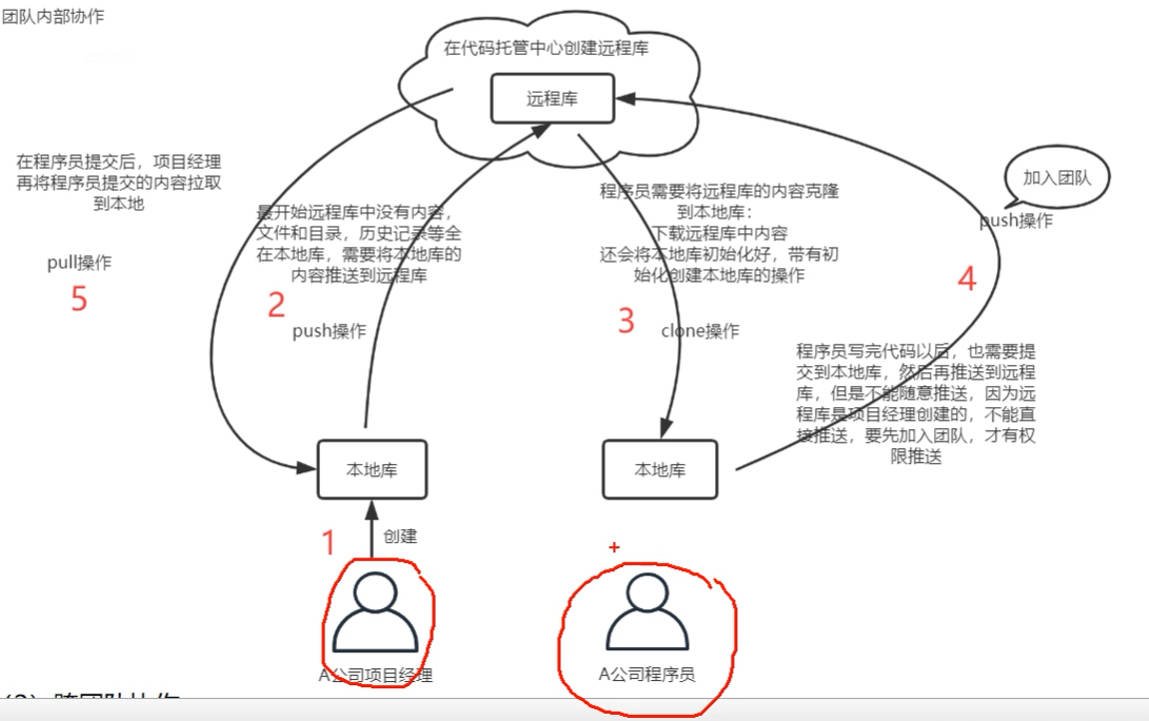 团队内部协作
在代码托管中心创建远程库
远程库
在程序员提交后，项目经理
再将程序员提交的内容拉取
到本地
pull操作
5
最开始远程库中没有内容，
文件和目录，历史记录等全
在本地库，需要将本地库的
内容推送到远程库
2
push操作
程序员需要将远程库的内容克隆
到本地库：
下载远程库中内容
还会将本地库初始化好，带有初
始化创建本地库的操作
3
clone操作
加入团队
push操作
4
程序员写完代码以后，也需要提
交到本地库，然后再推送到远程
库，但是不能随意推送，因为远
程库是项目经理创建的，不能直
接推送，要先加入团队，才有权
限推送
本地库
本地库
1
创建
A公司项目经理
A公司程序员
（2）跨团队协作